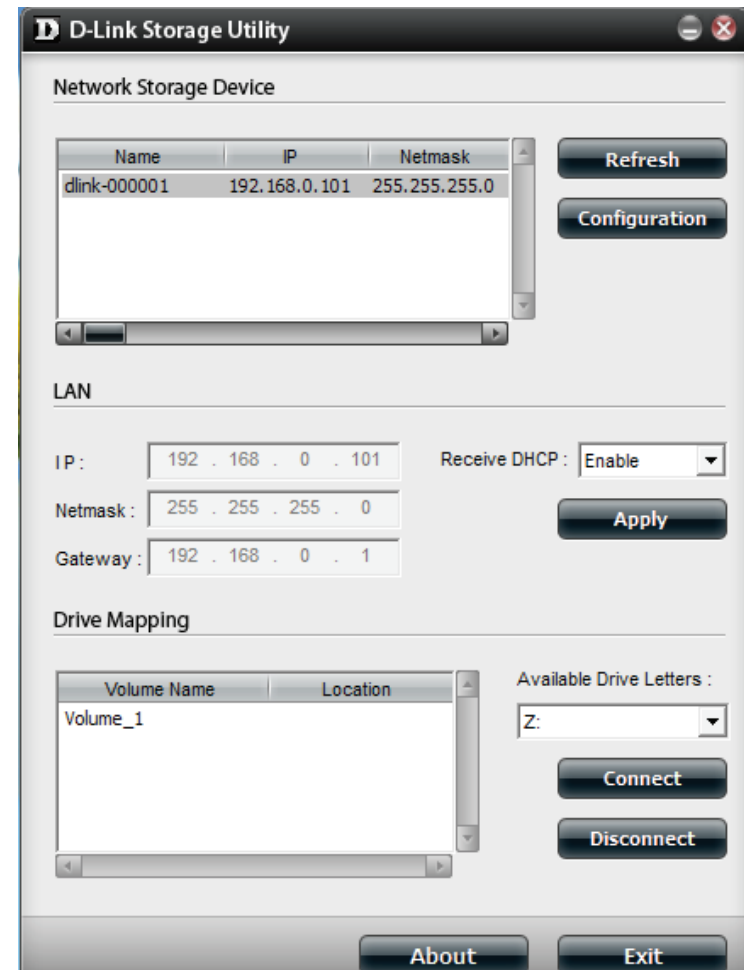 D D-Link Storage Utility
Network Storage Device
Name IP Netmask
dlink-000001 192.168.0.101 255.255.255.0
Refresh
Configuration
LAN
IP : 192 . 168 . 0 . 101
Receive DHCP : Enable
Netmask : 255 . 255 . 255 . 0
Apply
Gateway : 192 . 168 . 0 . 1
Drive Mapping
Volume Name Location
Volume_1
Available Drive Letters :
Z:
Connect
Disconnect
About Exit